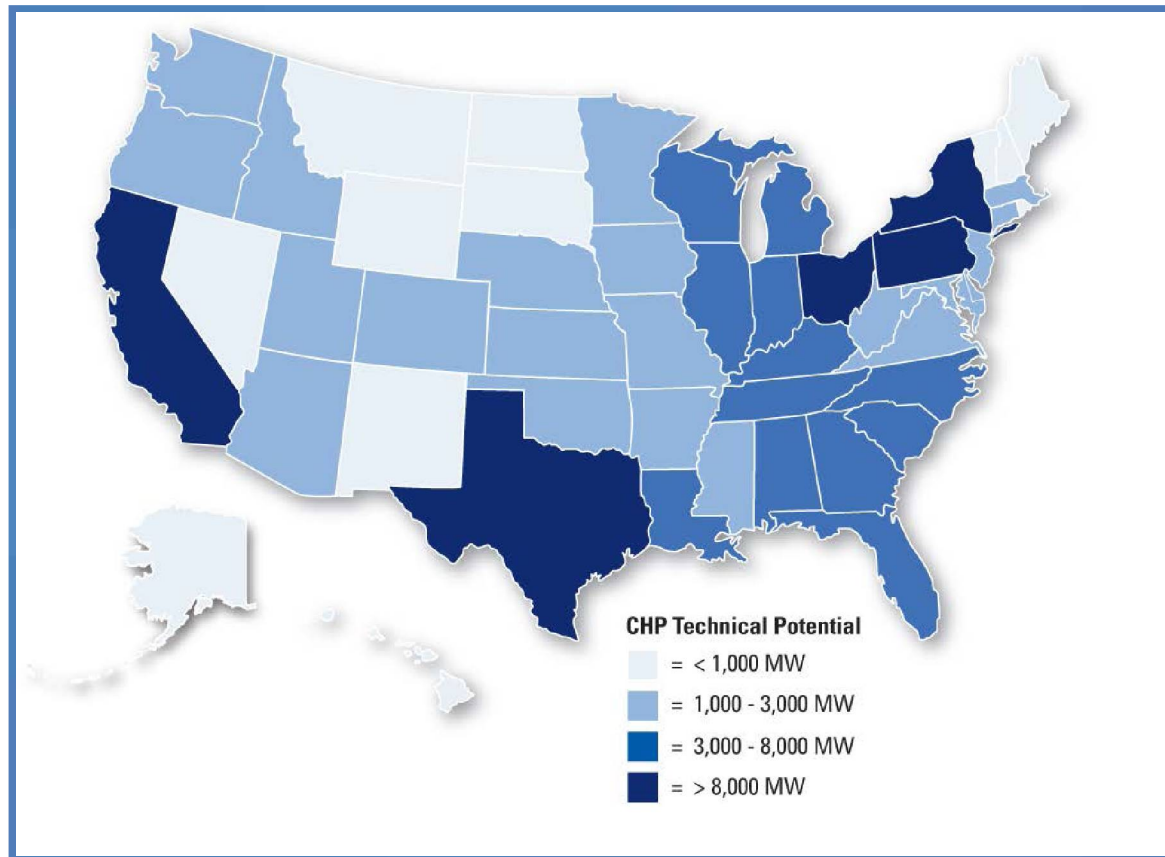 CHP Technical Potential
= < 1,000 MW
= 1,000 - 3,000 MW
= 3,000 - 8,000 MW
= > 8,000 MW